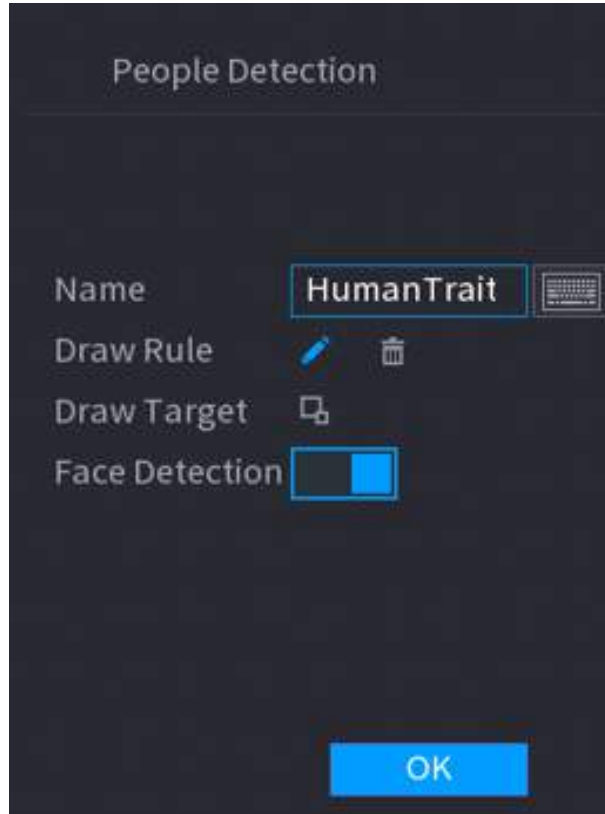 People Detection
Name HumanTrait
Draw Rule
Draw Target
Face Detection
OK